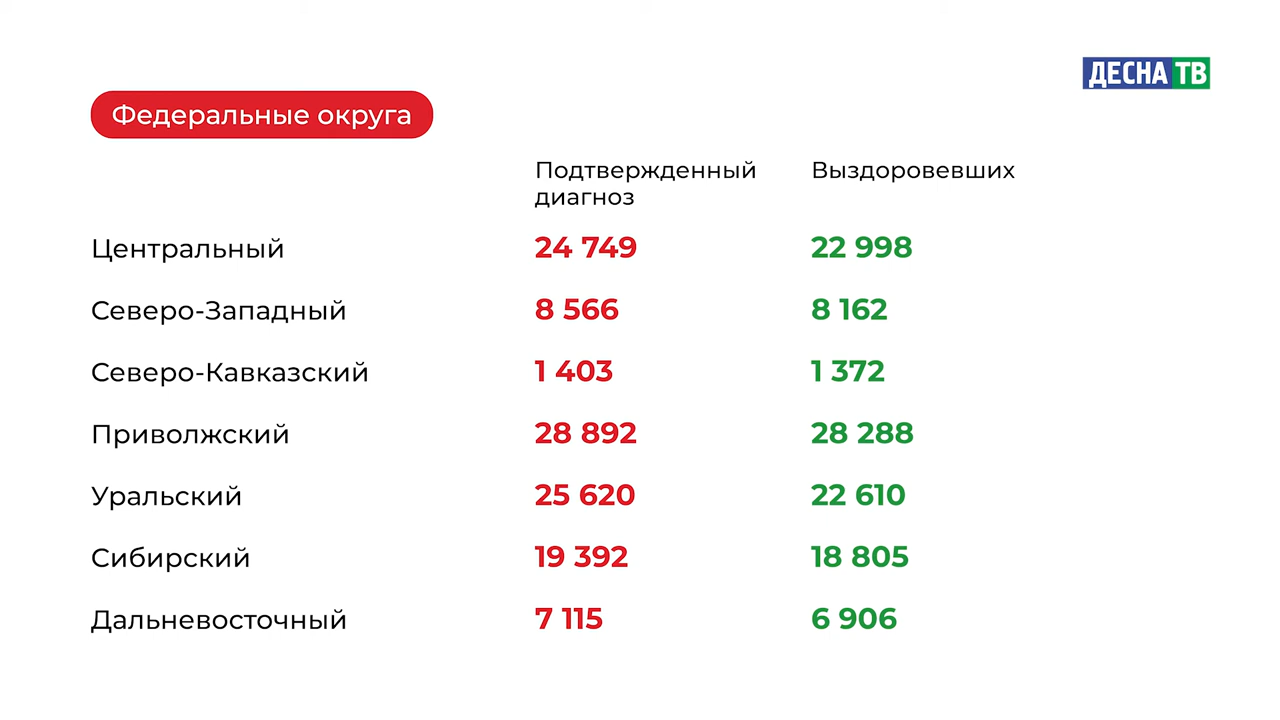 ДЕСНА ТВ
Федеральные округа
Подтвержденный Выздоровевших
диагноз
Центральный 24 749 22 998
Северо-Западный 8 566 8 162
Северо-Кавказский 1 403 1 372
Приволжский 28 892 28 288
Уральский 25 620 22 610
Сибирский 19 392 18 805
Дальневосточный 7 115 6 906